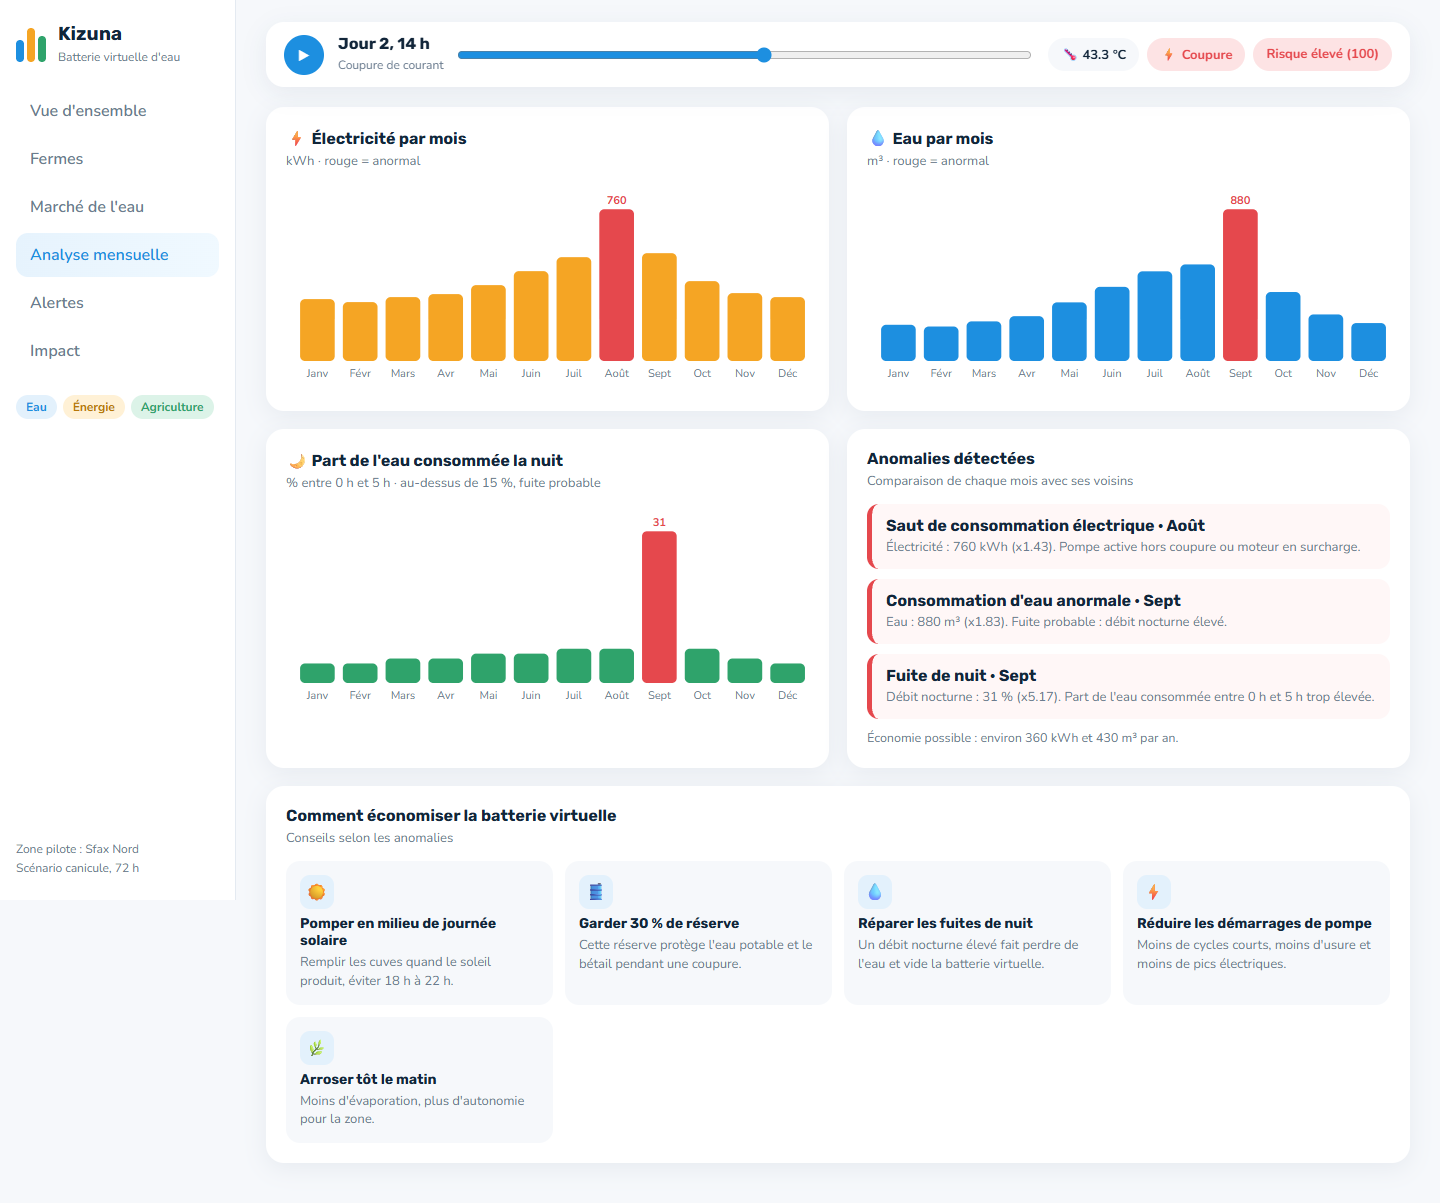 Kizuna
Batterie virtuelle d'eau
Vue d'ensemble
Fermes
Marché de l'eau
Analyse mensuelle
Alertes
Impact
Eau
Énergie
Agriculture
Zone pilote : Sfax Nord
Scénario canicule, 72 h
Jour 2, 14 h
Coupure de courant
43.3 °C
Coupure
Risque élevé (100)
Électricité par mois
kWh · rouge = anormal
760
Janv Févr Mars Avr Mai Juin Juil Août Sept Oct Nov Déc
Eau par mois
m³ · rouge = anormal
880
Janv Févr Mars Avr Mai Juin Juil Août Sept Oct Nov Déc
Part de l'eau consommée la nuit
% entre 0 h et 5 h · au-dessus de 15 %, fuite probable
31
Janv Févr Mars Avr Mai Juin Juil Août Sept Oct Nov Déc
Anomalies détectées
Comparaison de chaque mois avec ses voisins
Saut de consommation électrique • Août
Électricité : 760 kWh (x1.43). Pompe active hors coupure ou moteur en surcharge.
Consommation d'eau anormale • Sept
Eau : 880 m³ (x1.83). Fuite probable : débit nocturne élevé.
Fuite de nuit • Sept
Débit nocturne : 31 % (x5.17). Part de l'eau consommée entre 0 h et 5 h trop élevée.
Économie possible : environ 360 kWh et 430 m³ par an.
Comment économiser la batterie virtuelle
Conseils selon les anomalies
Pomper en milieu de journée
solaire
Remplir les cuves quand le soleil
produit, éviter 18 h à 22 h.
Garder 30 % de réserve
Cette réserve protège l'eau potable et le
bétail pendant une coupure.
Réparer les fuites de nuit
Un débit nocturne élevé fait perdre de
l'eau et vide la batterie virtuelle.
Réduire les démarrages de pompe
Moins de cycles courts, moins d'usure et
moins de pics électriques.
Arroser tôt le matin
Moins d'évaporation, plus d'autonomie
pour la zone.